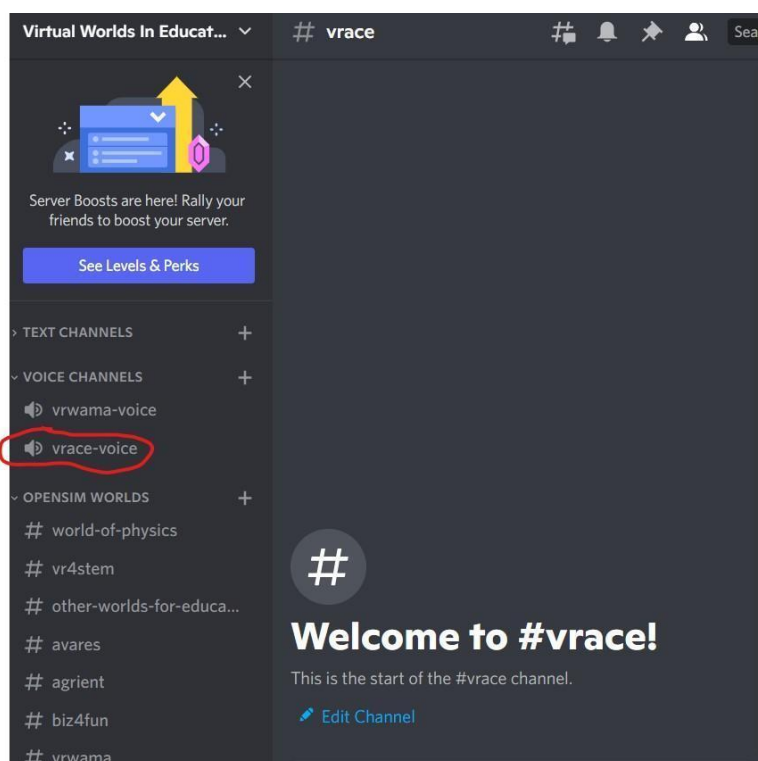 Virtual Worlds In Educat...
Server Boosts are here! Rally your
friends to boost your server.
See Levels & Perks
TEXT CHANNELS
VOICE CHANNELS
vrwama-voice
vrace-voice
OPENSIM WORLDS
# world-of-physics
# vr4stem
# other-worlds-for-educa...
# avares
# agrient
# biz4fun
# vrwama
# vrace
Sea
#
Welcome to #vrace!
This is the start of the #vrace channel.
Edit Channel